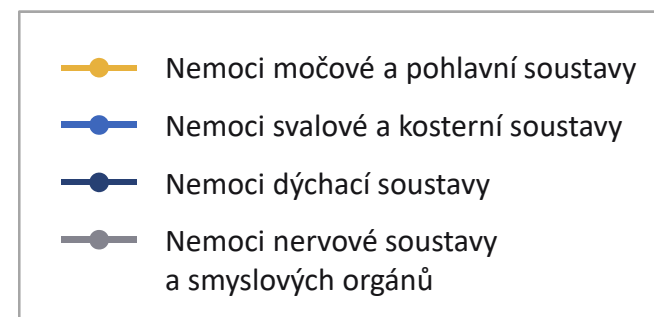 Nemoci močové a pohlavní soustavy
Nemoci svalové a kosterní soustavy
Nemoci dýchací soustavy
Nemoci nervové soustavy
a smyslových orgánů